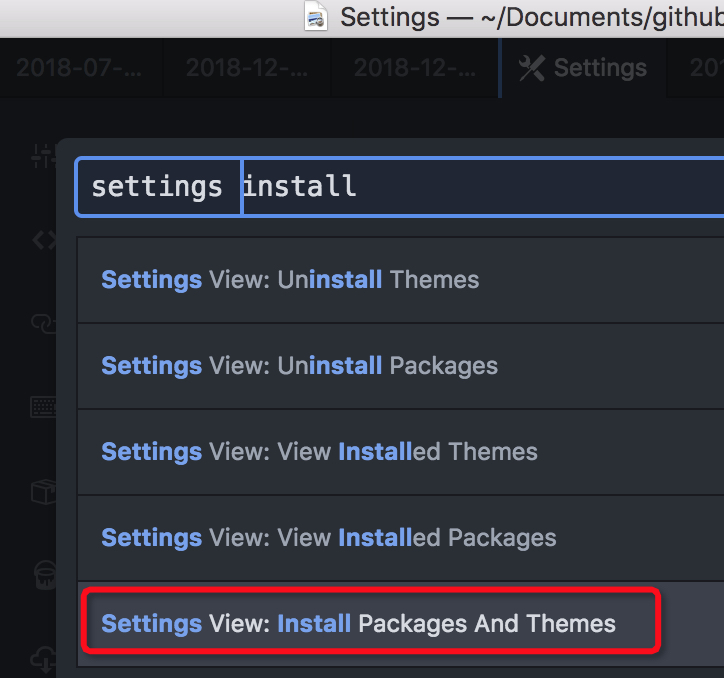 Settings — ~/Documents/github
2018-07-... 2018-12-... 2018-12-... Settings 20
settings install
Settings View: Uninstall Themes
Settings View: Uninstall Packages
Settings View: View Installed Themes
Settings View: View Installed Packages
Settings View: Install Packages And Themes